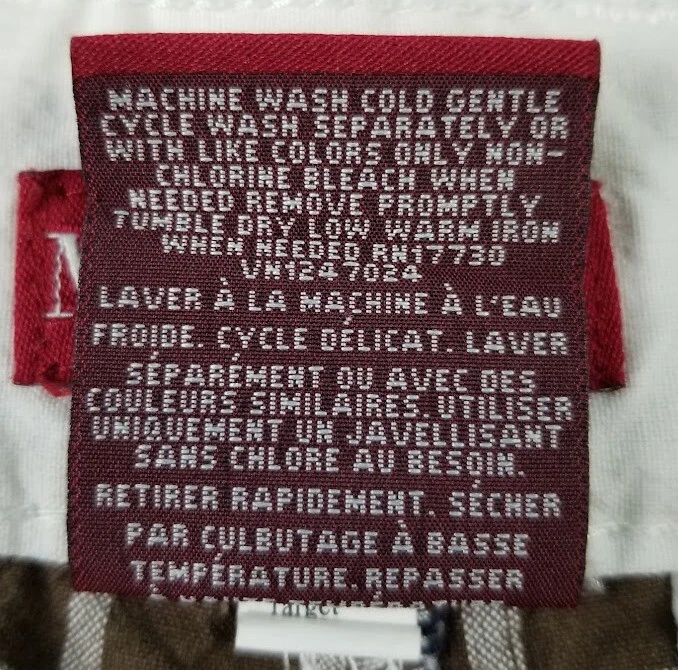 MACHINE WASH COLD GENTLE
CYCLE WASH SEPARATELY OR
WITH LIKE COLORS ONLY NON-
CHLORINE BLEACH WHEN
NEEDED REMOVE PROMPTLY
TUMBLE DRY LOW WARM IRON
WHEN NEEDED RN17730
VN1247024
LAVER À LA MAÇHINE À L'EAU
FROIDE. CYCLE DÉLICAT. LAVER
SÉPARÉMENT OU AVEC DES
COULEURS SIMILAIRES. UTILISER
UNIQUEMENT UN JAVELLISANT
SANS CHLORE AU BESOIN.
RETIRER RAPIDEMENT. SÉCHER
PAR CULBUTAGE À BASSE
TEMPÉRATURE. REPASSER
Target